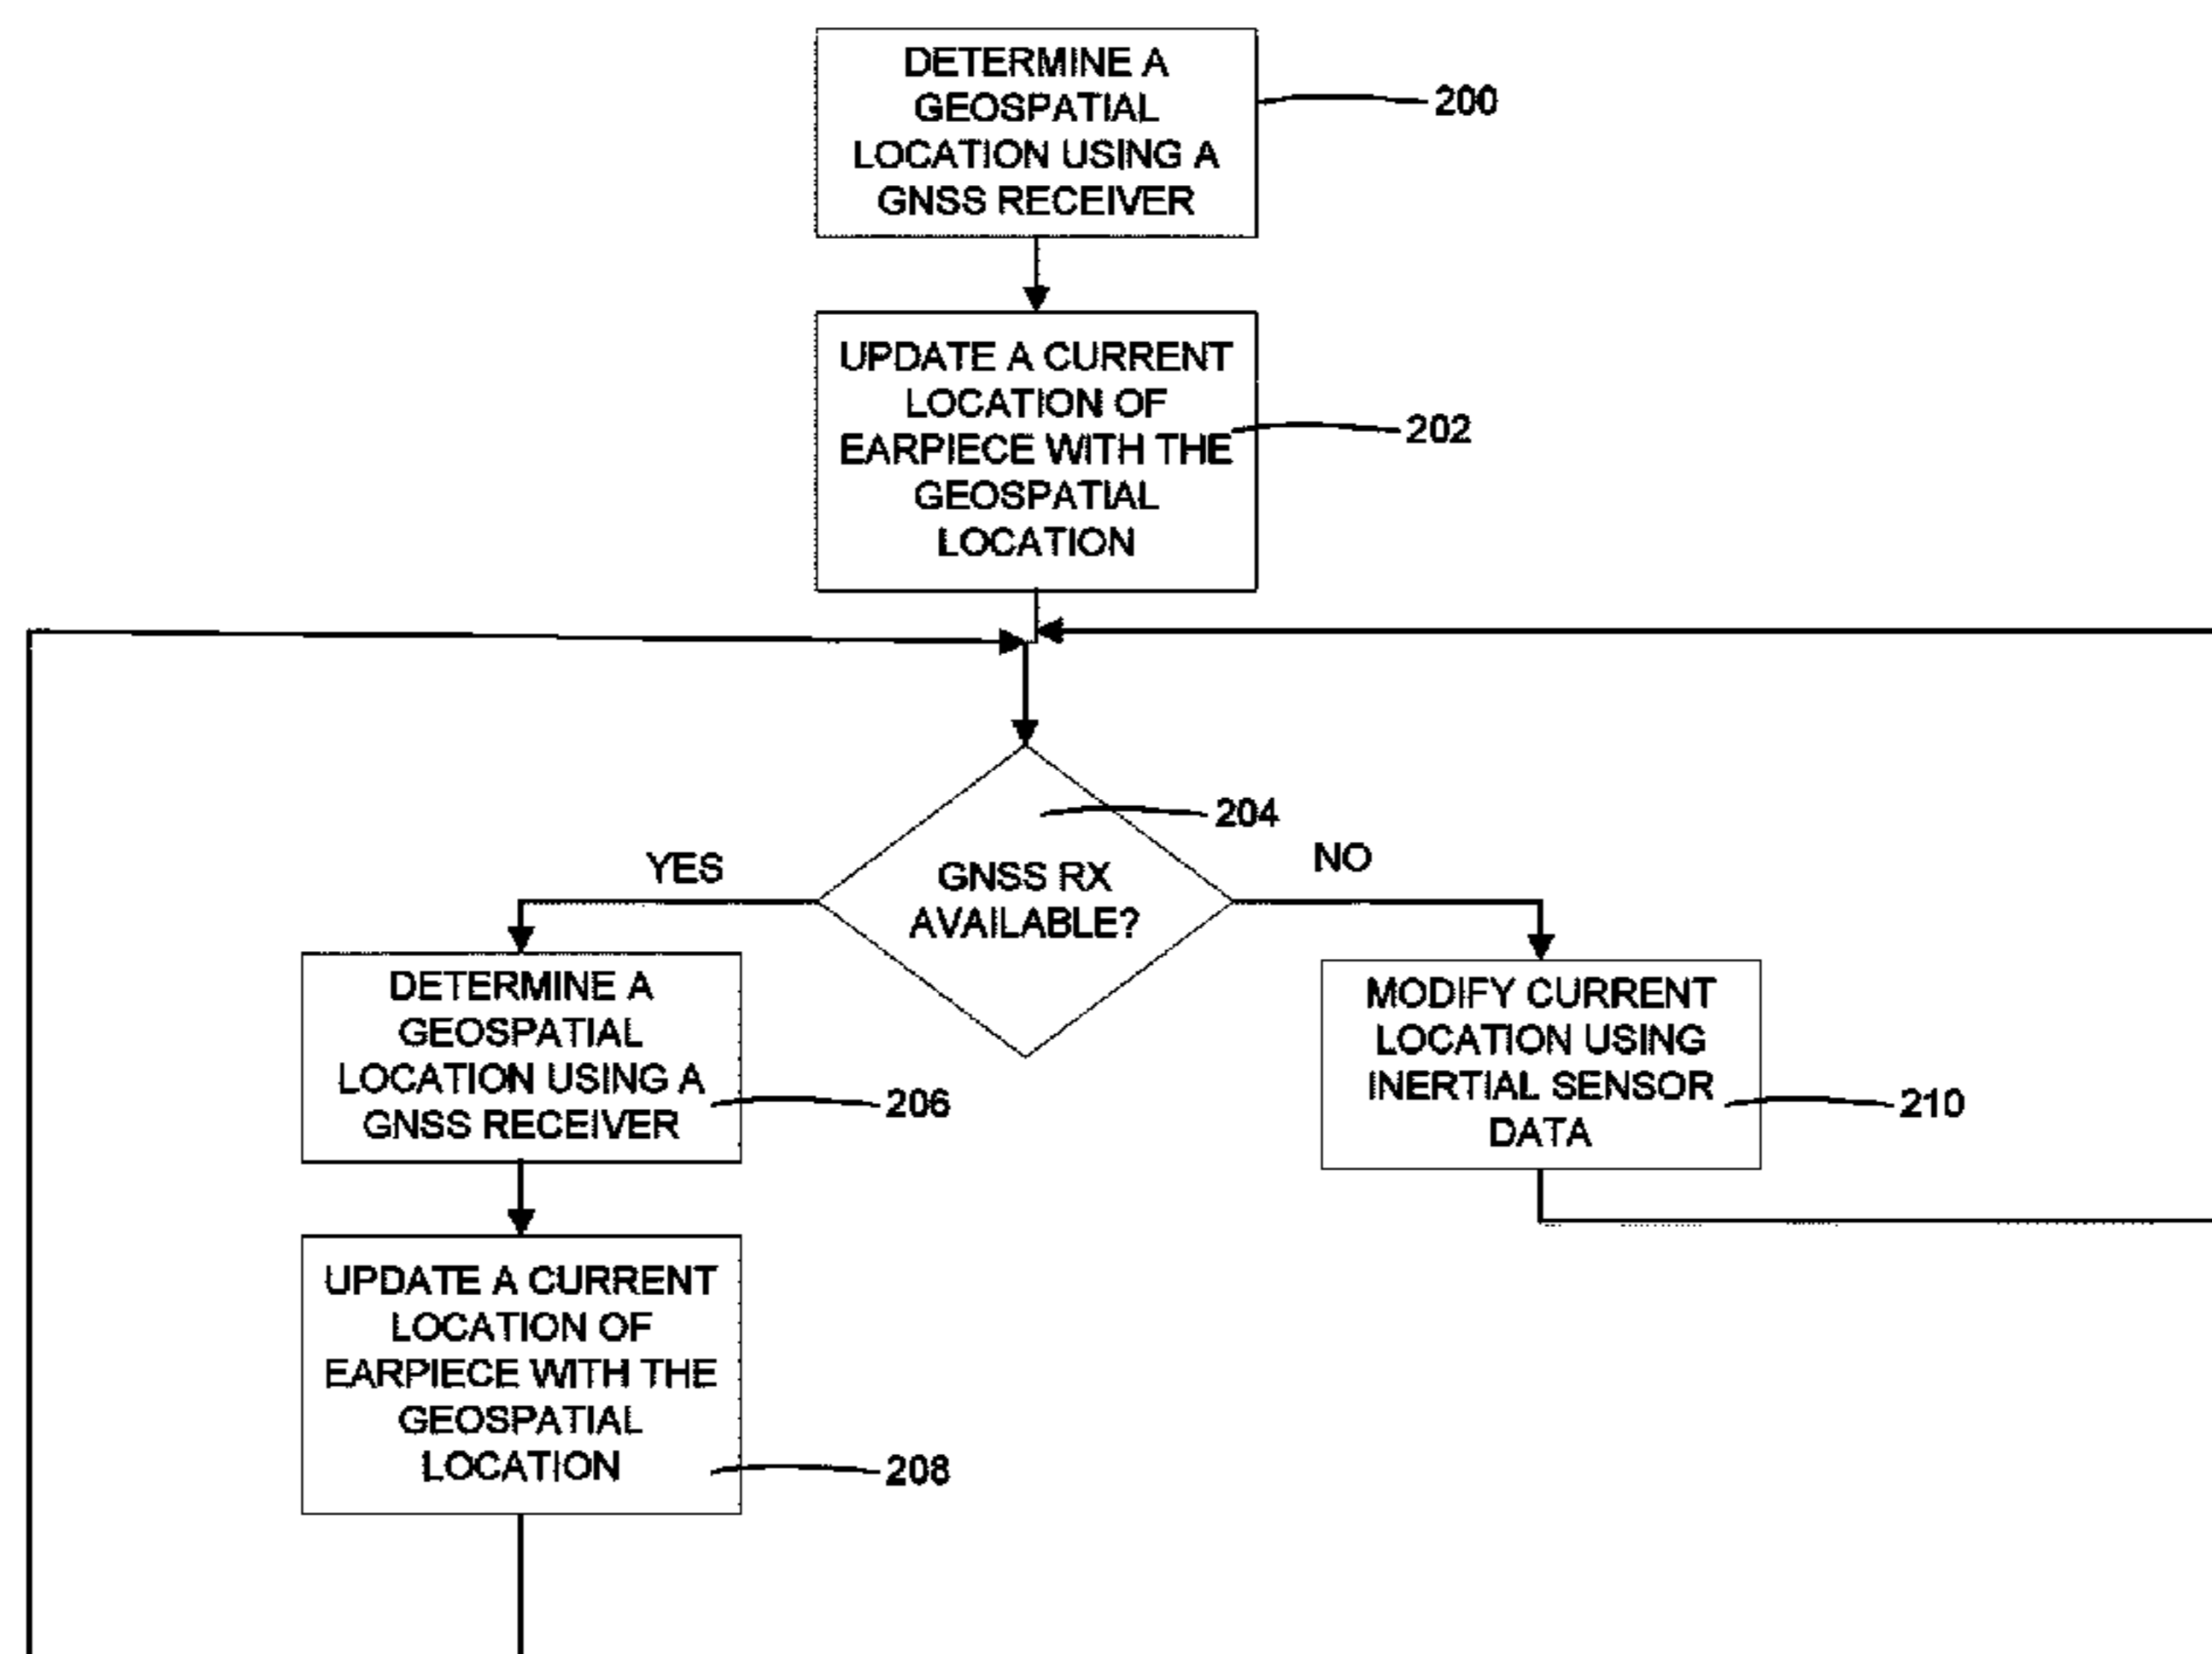 DETERMINE A
GEOSPATIAL
LOCATION USING A
GNSS RECEIVER
200
UPDATE A CURRENT
LOCATION OF
EARPIECE WITH THE
GEOSPATIAL
LOCATION
202
204
YES
GNSS RX
AVAILABLE?
NO
DETERMINE A
GEOSPATIAL
LOCATION USING A
GNSS RECEIVER
206
MODIFY CURRENT
LOCATION USING
INERTIAL SENSOR
DATA
210
UPDATE A CURRENT
LOCATION OF
EARPIECE WITH THE
GEOSPATIAL
LOCATION
208